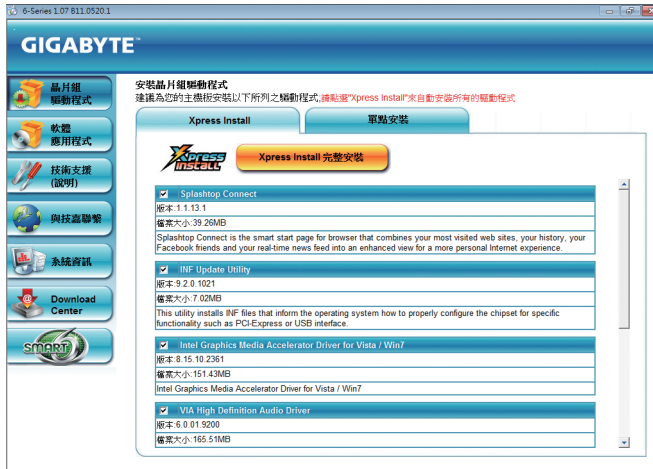 6-Series 1.07 B11.0520.1
GIGABYTE™
晶片組
驅動程式
軟體
應用程式
技術支援
(說明)
與技嘉聯繫
系統資訊
Download
Center
SMART 6
安裝晶片組驅動程式
建議為您的主機板安裝以下所列之驅動程式;請點選"Xpress Install"來自動安裝所有的驅動程式
Xpress Install
單點安裝
Xpress
INSTALL
Xpress Install 完整安裝
Splashtop Connect
版本:1.1.13.1
檔案大小:39.26MB
Splashtop Connect is the smart start page for browser that combines your most visited web sites, your history, your
Facebook friends and your real-time news feed into an enhanced view for a more personal Internet experience.
INF Update Utility
版本:9.2.0.1021
檔案大小:7.02MB
This utility installs INF files that inform the operating system how to properly configure the chipset for specific
functionality such as PCI-Express or USB interface.
Intel Graphics Media Accelerator Driver for Vista / Win7
版本:8.15.10.2361
檔案大小:151.43MB
Intel Graphics Media Accelerator Driver for Vista / Win7
VIA High Definition Audio Driver
版本:6.0.01.9200
檔案大小:165.51MB